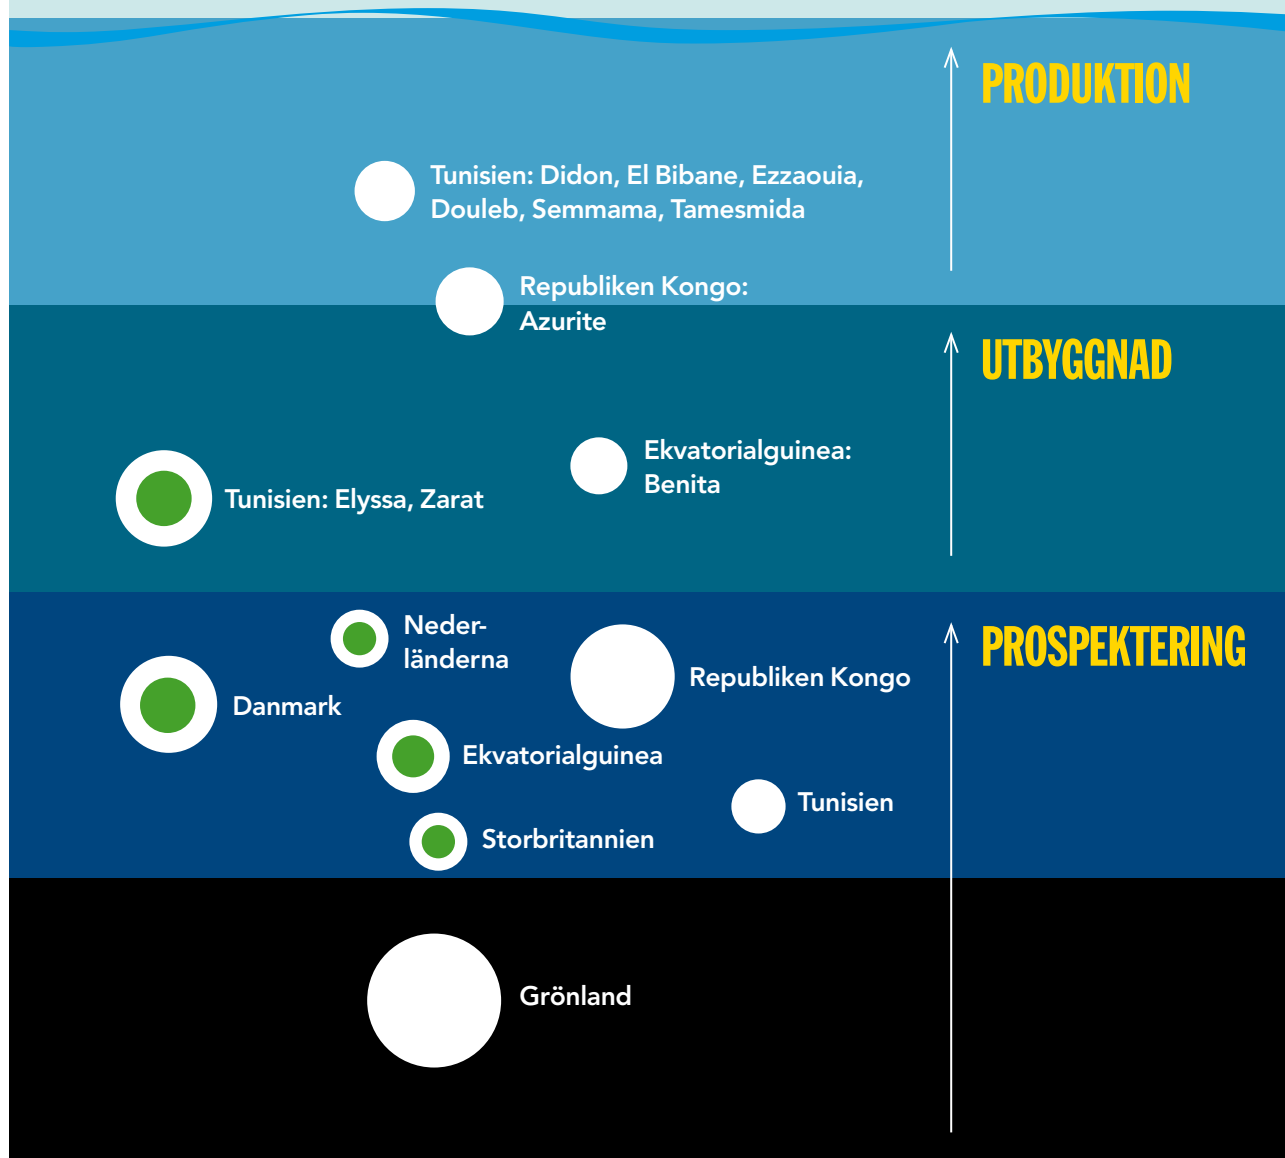 PRODUKTION
Tunisien: Didon, El Bibane, Ezzaouia,
Douleb, Semmama, Tamesmida
Republiken Kongo:
Azurite
UTBYGGNAD
Ekvatorialguinea:
Benita
Tunisien: Elyssa, Zarat
PROSPEKTERING
Neder-
länderna
Republiken Kongo
Danmark
Ekvatorialguinea
Tunisien
Storbritannien
Grönland